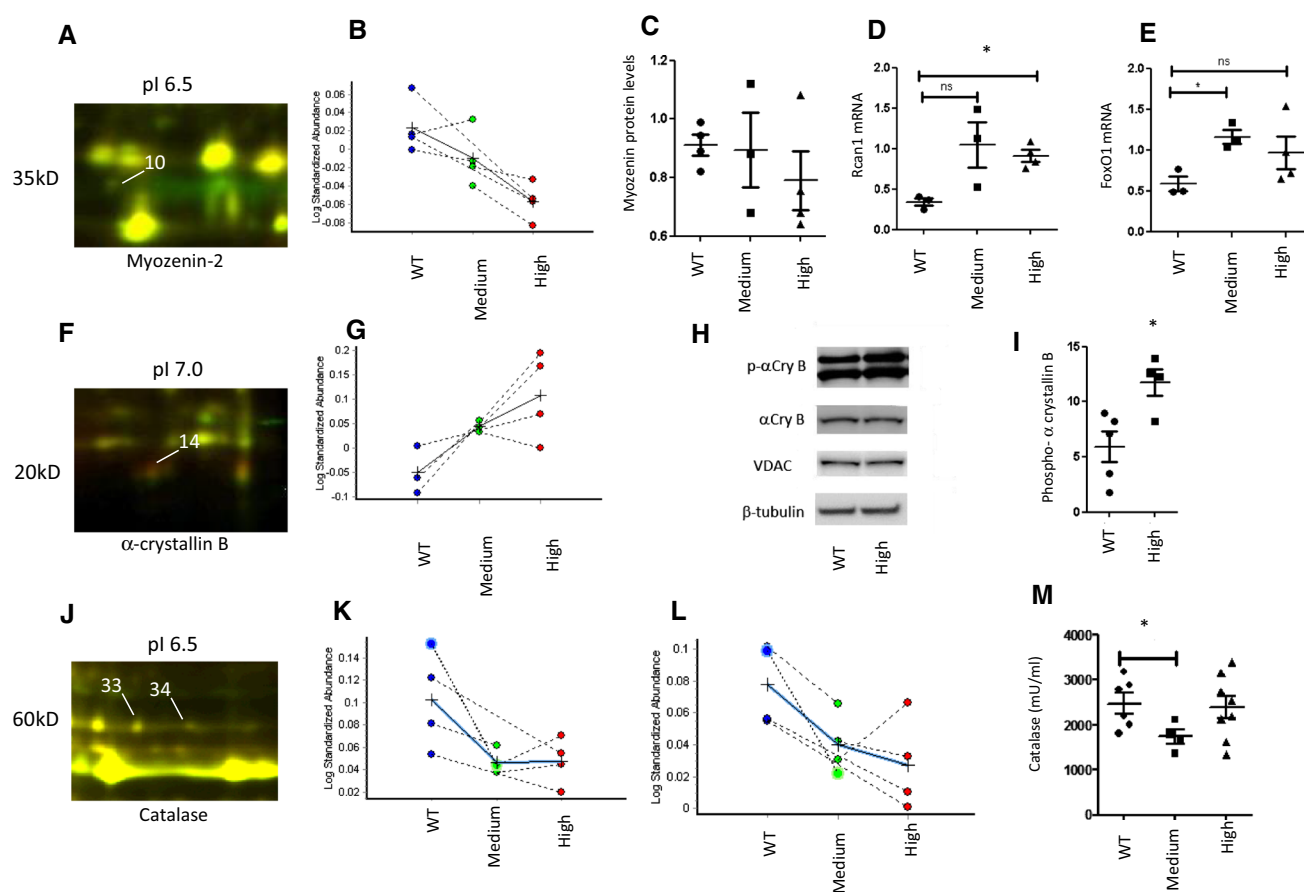 A
pI 6.5
35kD
10
Myozenin-2
B
Log Standardized Abundance
0.06
0.04
0.02
0
-0.02
-0.04
-0.06
-0.08
WT
Medium
High
C
Myozenin protein levels
1.2
1.0
0.8
0.6
WT
Medium
High
D
Rcan1 mRNA
2.0
1.5
1.0
0.5
0.0
*
ns
WT
Medium
High
E
FoxO1 mRNA
2.0
1.5
1.0
0.5
0.0
ns
*
WT
Medium
High
F
pI 7.0
20kD
14
α-crystallin B
G
Log Standardized Abundance
0.2
0.15
0.1
0.05
0
-0.05
-0.1
WT
Medium
High
H
p-αCry B
αCry B
VDAC
β-tubulin
WT
High
I
Phospho- α crystallin B
15
10
5
0
*
WT
High
J
pI 6.5
60kD
33
34
Catalase
K
Log Standardized Abundance
0.14
0.12
0.1
0.08
0.06
0.04
0.02
WT
Medium
High
L
Log Standardized Abundance
0.1
0.08
0.06
0.04
0.02
0
WT
Medium
High
M
Catalase (mU/ml)
4000
3000
2000
1000
0
*
WT
Medium
High